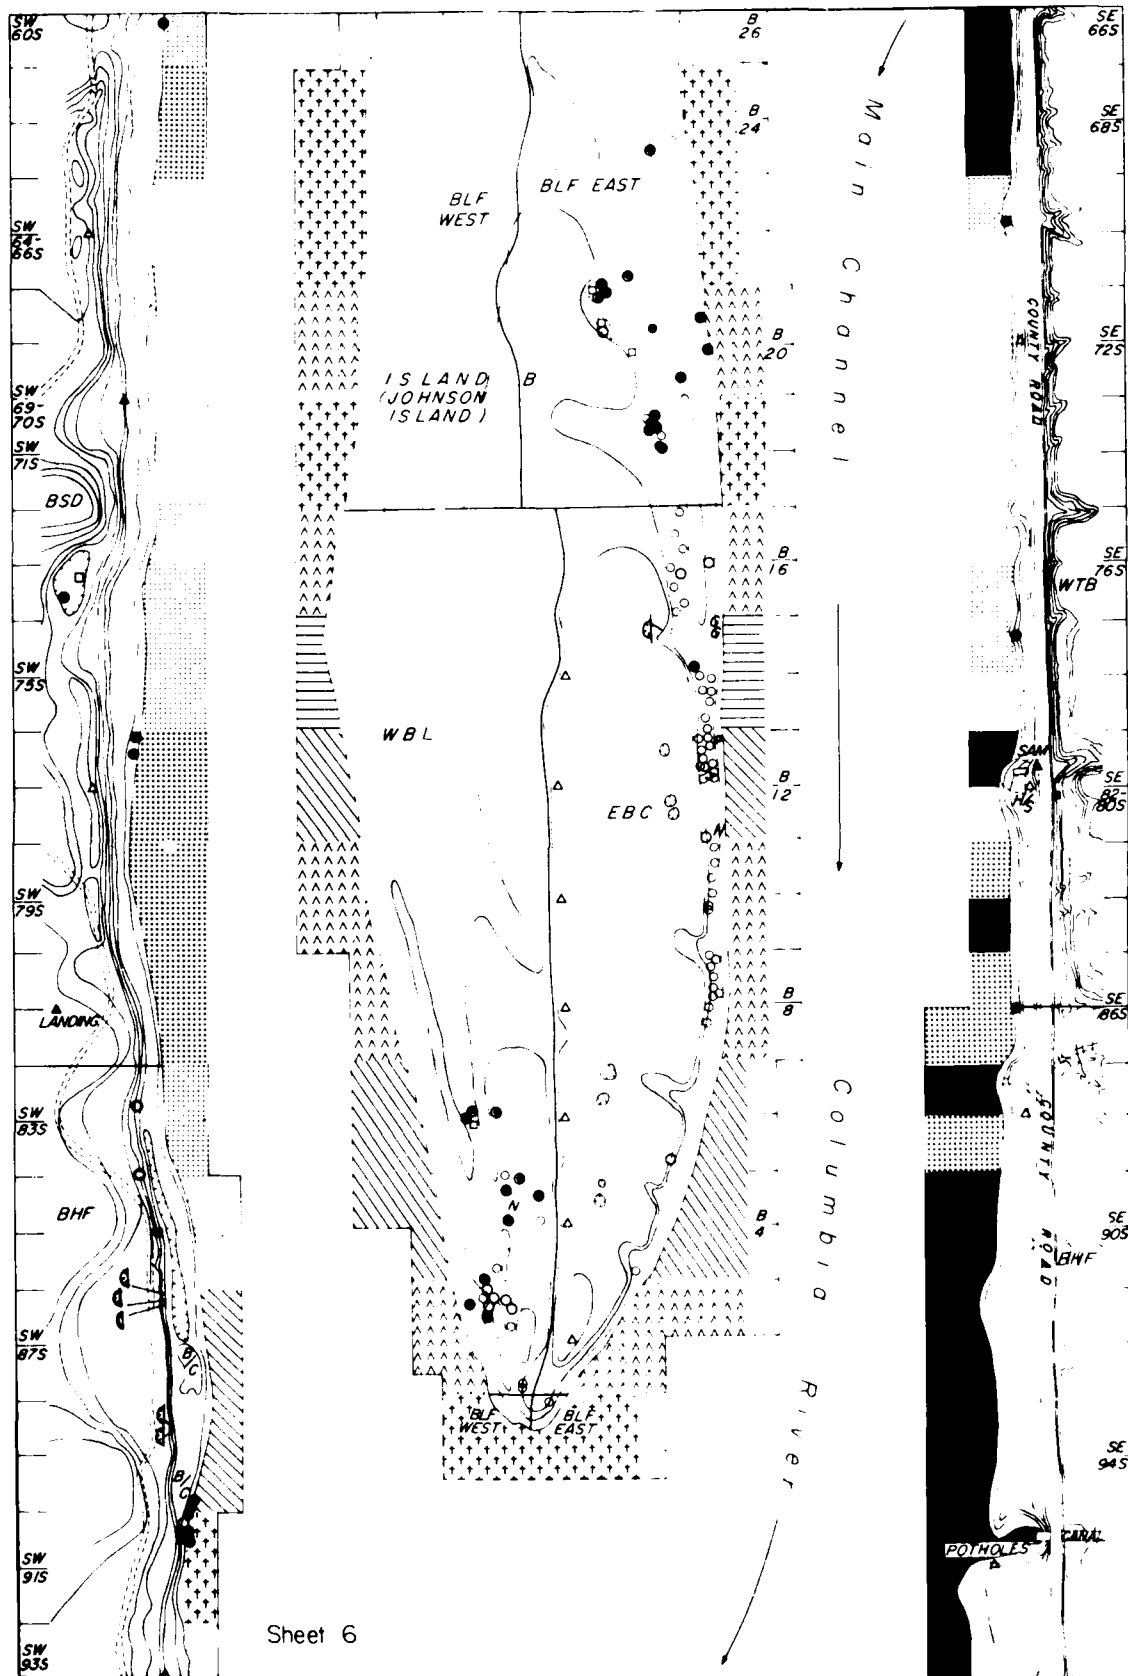 SW
60S
SW
64-
66S
SW
69-
70S
SW
71S
BSD
SW
75S
SW
79S
LANDING
SW
83S
BHF
SW
87S
B/C
B/C
SW
91S
SW
93S
Sheet 6
B
26
B
24
BLF EAST
BLF
WEST
B
20
ISLAND B
(JOHNSON
ISLAND)
B
16
WBL
B
12
EBC
N
B
8
N
B
4
BLF
WEST
BLF
EAST
Main Channel
Columbia River
SE
66S
SE
68S
COUNTY ROAD
SE
72S
SE
76S
WTB
SAM
H/S
SE
82-
80S
SE
86S
COUNTY ROAD
SE
90S
BHF
SE
94S
POTHOLES CANAL